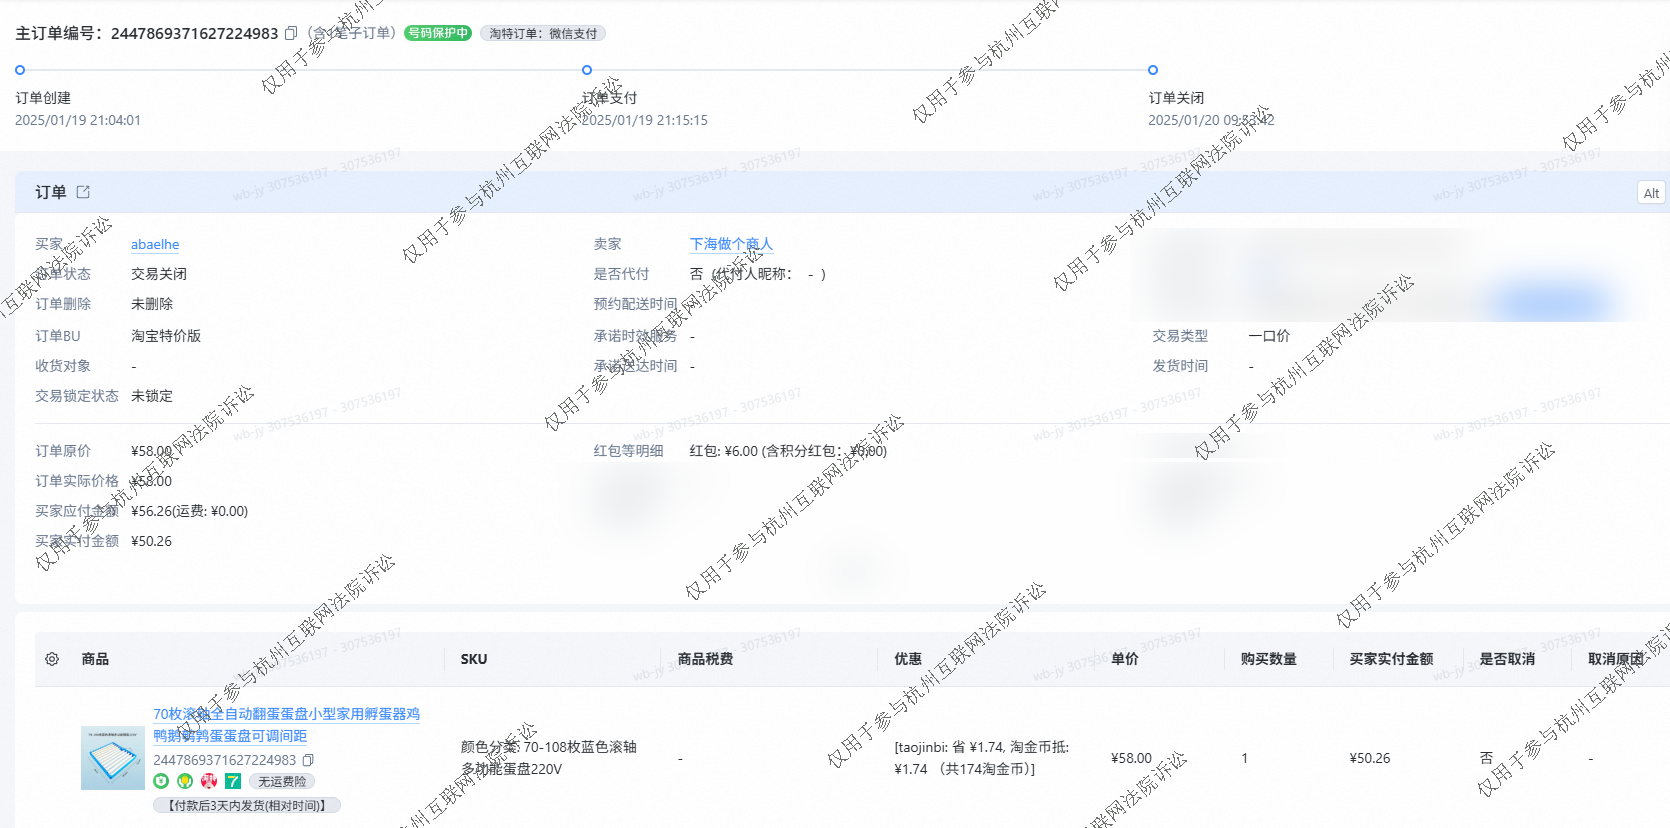 主订单编号：2447869371627224983 （含1笔子订单） 号码保护中 淘特订单：微信支付
订单创建 订单支付 订单关闭
2025/01/19 21:04:01 2025/01/19 21:15:15 2025/01/20 09:53:42
订单 Alt
买家 abaelhe 卖家 下海做个商人
订单状态 交易关闭 是否代付 否（代付人昵称： - ）
订单删除 未删除 预约配送时间 -
订单BU 淘宝特价版 承诺时效服务 - 交易类型 一口价
收货对象 - 承诺送达时间 - 发货时间 -
交易锁定状态 未锁定
订单原价 ¥58.00 红包等明细 红包: ¥6.00 (含积分红包：¥0.00)
订单实际价格 ¥58.00
买家应付金额 ¥56.26(运费: ¥0.00)
买家实付金额 ¥50.26
商品 SKU 商品税费 优惠 单价 购买数量 买家实付金额 是否取消 取消原因
70枚滚轴全自动翻蛋蛋盘小型家用孵蛋器鸡
鸭鹅鹌鹑蛋蛋盘可调间距
2447869371627224983
7 无运费险
【付款后3天内发货(相对时间)】
颜色分类: 70-108枚蓝色滚轴
多功能蛋盘220V
-
[taojinbi: 省 ¥1.74, 淘金币抵:
¥1.74 （共174淘金币）]
¥58.00 1 ¥50.26 否 -
仅用于参与杭州互联网法院诉讼
wb-jy 307536197 - 307536197